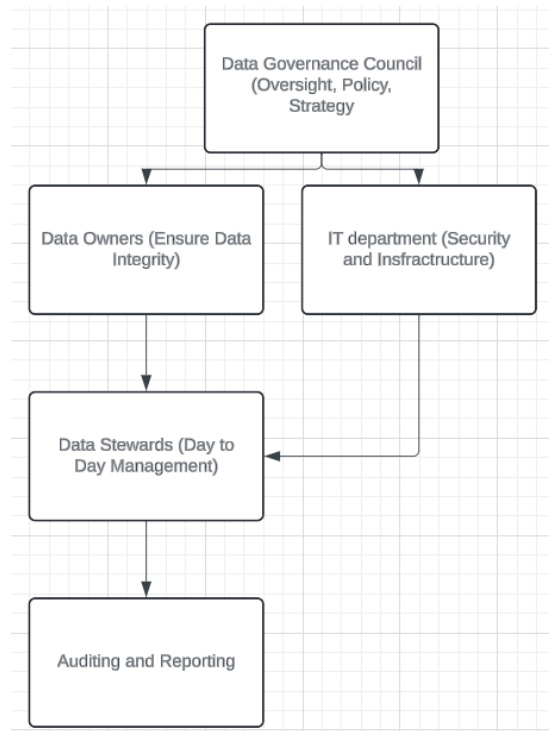 Data Governance Council
(Oversight, Policy,
Strategy
Data Owners (Ensure Data
Integrity)
IT department (Security
and Insfractructure)
Data Stewards (Day to
Day Management)
Auditing and Reporting